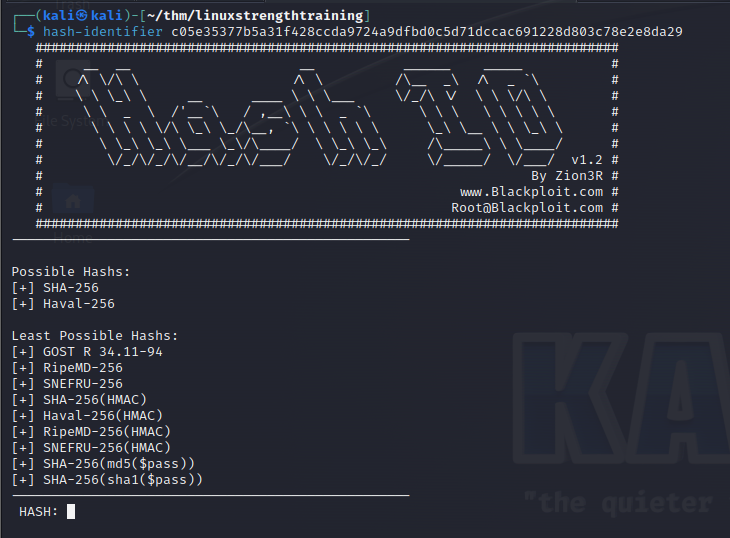 ┌──(kali㉿kali)-[~/thm/linuxstrengthtraining]
└─$ hash-identifier c05e35377b5a31f428ccda9724a9dfbd0c5d71dccac691228d803c78e2e8da29
Hash ID
v1.2
By Zion3R
www.Blackploit.com
Root@Blackploit.com
Possible Hashs:
[+] SHA-256
[+] Haval-256
Least Possible Hashs:
[+] GOST R 34.11-94
[+] RipeMD-256
[+] SNEFRU-256
[+] SHA-256(HMAC)
[+] Haval-256(HMAC)
[+] RipeMD-256(HMAC)
[+] SNEFRU-256(HMAC)
[+] SHA-256(md5($pass))
[+] SHA-256(sha1($pass))
HASH:
KA
"the quieter
Home